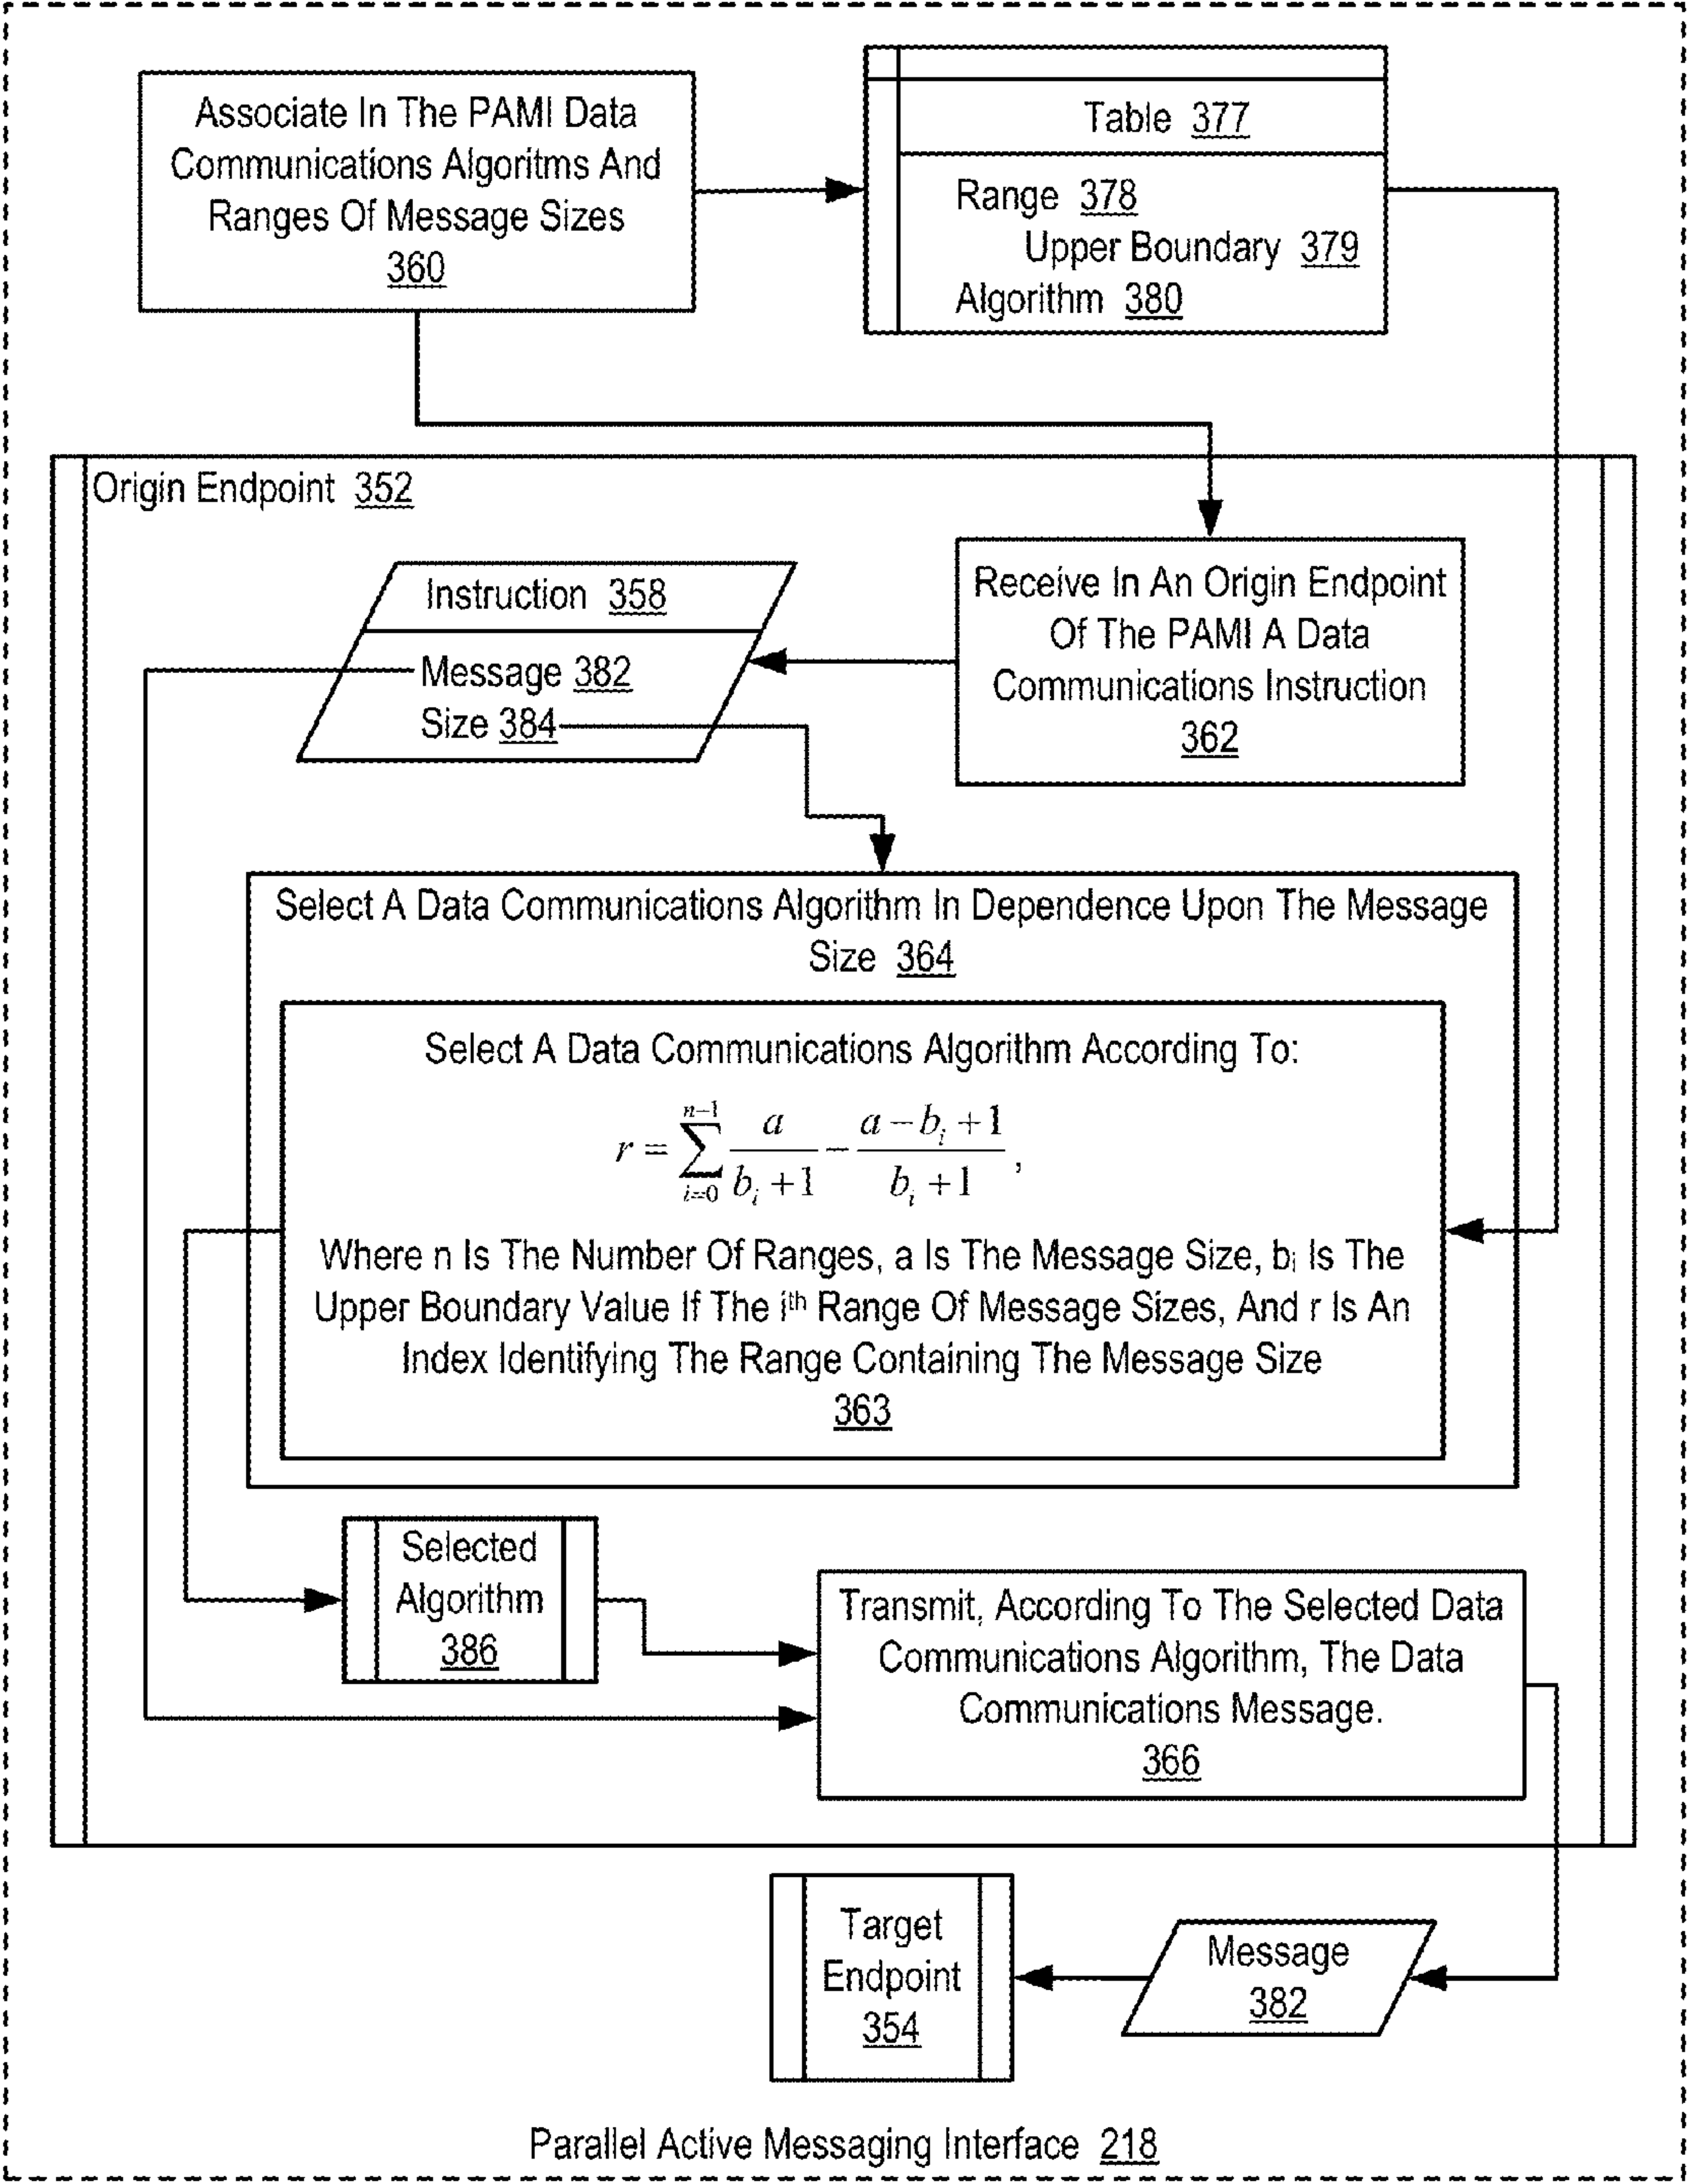 Associate In The PAMI Data
Communications Algoritms And
Ranges Of Message Sizes
360
Table 377
Range 378
Upper Boundary 379
Algorithm 380
Origin Endpoint 352
Instruction 358
Message 382
Size 384
Receive In An Origin Endpoint
Of The PAMI A Data
Communications Instruction
362
Select A Data Communications Algorithm In Dependence Upon The Message
Size 364
Select A Data Communications Algorithm According To:
r = \sum_{i=0}^{n-1} \frac{a}{b_i+1} - \frac{a-b_i+1}{b_i+1},
Where n Is The Number Of Ranges, a Is The Message Size, bᵢ Is The
Upper Boundary Value If The iᵗʰ Range Of Message Sizes, And r Is An
Index Identifying The Range Containing The Message Size
363
Selected
Algorithm
386
Transmit, According To The Selected Data
Communications Algorithm, The Data
Communications Message.
366
Target
Endpoint
354
Message
382
Parallel Active Messaging Interface 218